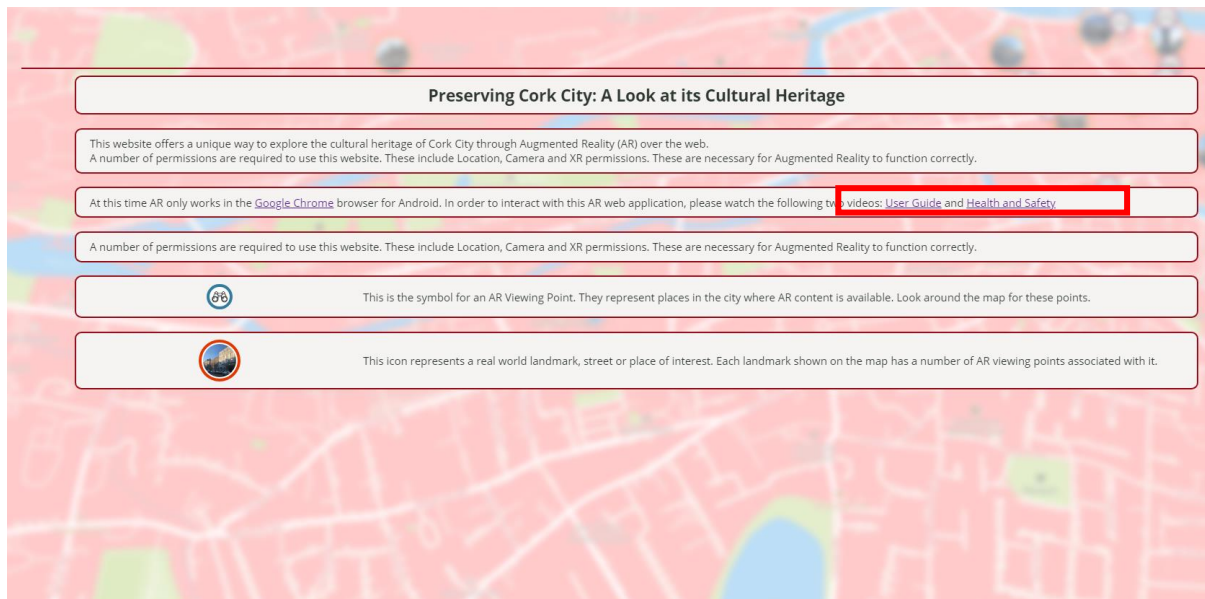 Preserving Cork City: A Look at its Cultural Heritage
This website offers a unique way to explore the cultural heritage of Cork City through Augmented Reality (AR) over the web.
A number of permissions are required to use this website. These include Location, Camera and XR permissions. These are necessary for Augmented Reality to function correctly.
At this time AR only works in the Google Chrome browser for Android. In order to interact with this AR web application, please watch the following two videos: User Guide and Health and Safety
A number of permissions are required to use this website. These include Location, Camera and XR permissions. These are necessary for Augmented Reality to function correctly.
This is the symbol for an AR Viewing Point. They represent places in the city where AR content is available. Look around the map for these points.
This icon represents a real world landmark, street or place of interest. Each landmark shown on the map has a number of AR viewing points associated with it.